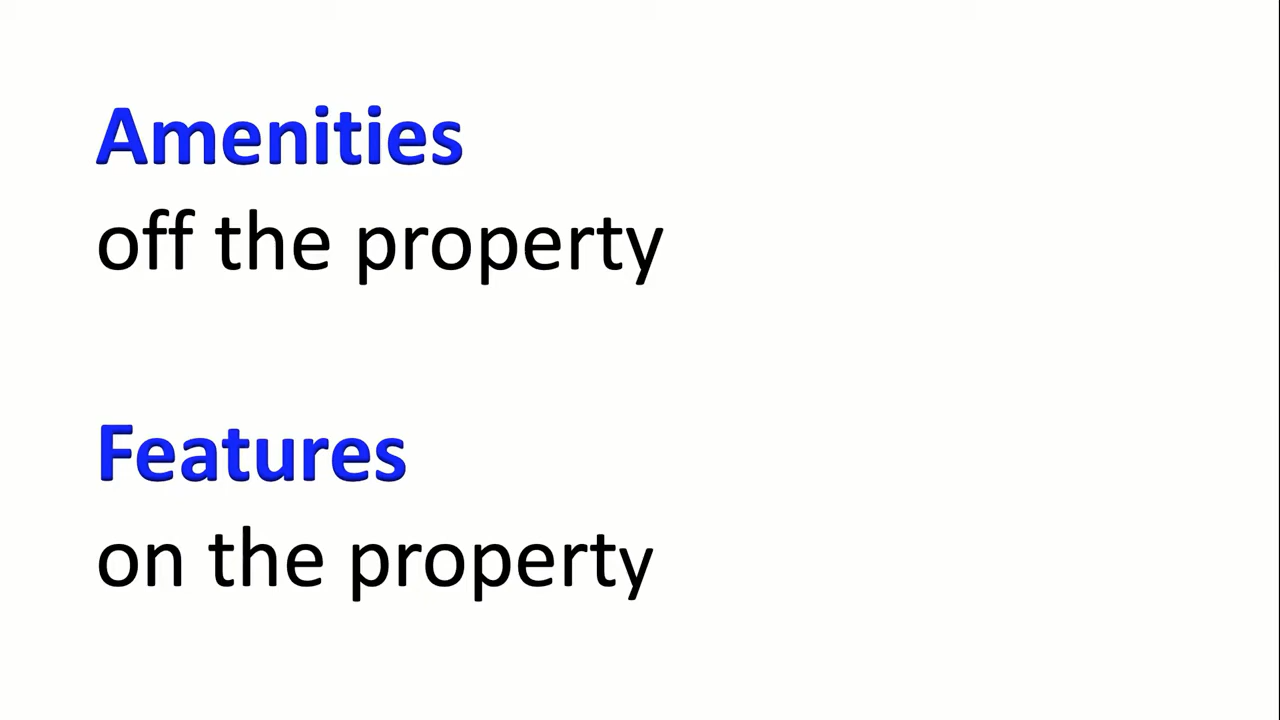 Amenities
off the property
Features
on the property